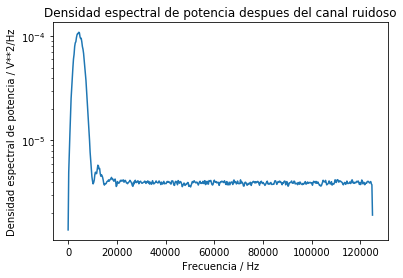 Densidad espectral de potencia despues del canal ruidoso
Densidad espectral de potencia / V**2/Hz
10⁻⁴
10⁻⁵
0 20000 40000 60000 80000 100000 120000
Frecuencia / Hz